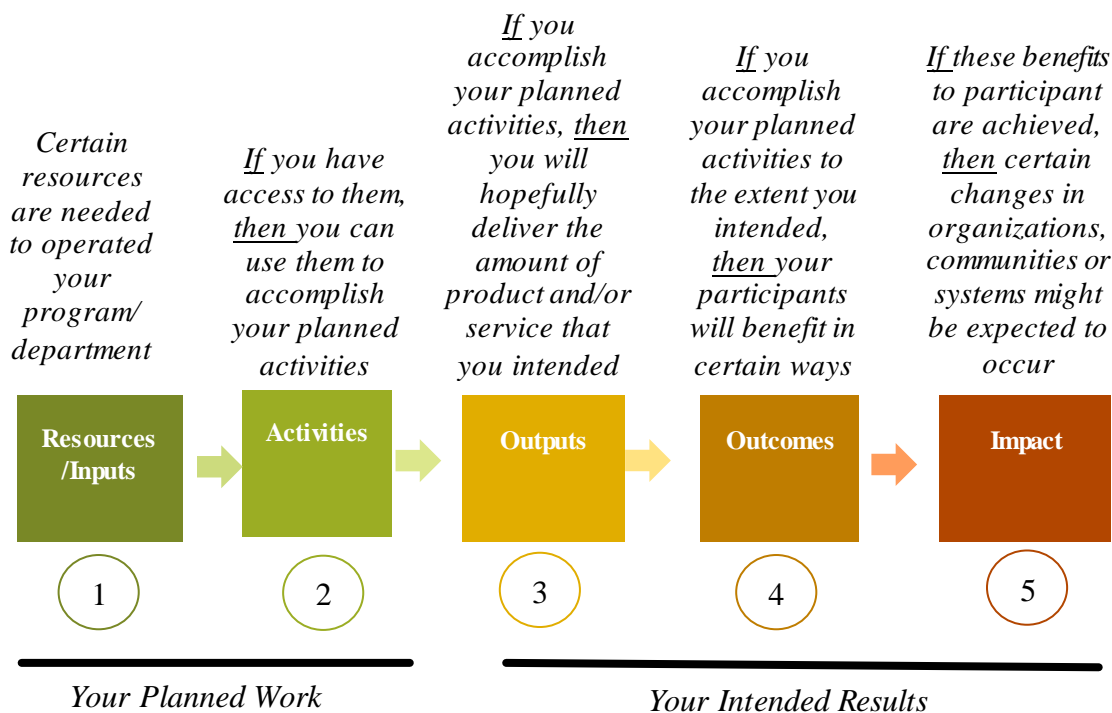 Certain
resources
are needed
to operated
your
program/
department
If you have
access to them,
then you can
use them to
accomplish
your planned
activities
If you
accomplish
your planned
activities, then
you will
hopefully
deliver the
amount of
product and/or
service that
you intended
If you
accomplish
your planned
activities to
the extent you
intended,
then your
participants
will benefit in
certain ways
If these benefits
to participant
are achieved,
then certain
changes in
organizations,
communities or
systems might
be expected to
occur
Resources
/Inputs
Activities
Outputs
Outcomes
Impact
1
2
3
4
5
Your Planned Work
Your Intended Results